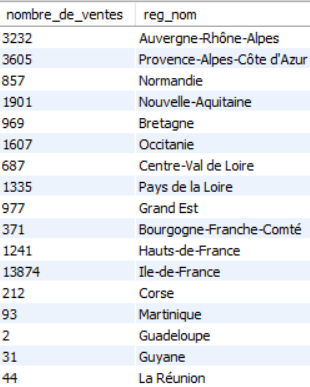 nombre_de_ventes reg_nom
3232 Auvergne-Rhône-Alpes
3605 Provence-Alpes-Côte d'Azur
857 Normandie
1901 Nouvelle-Aquitaine
969 Bretagne
1607 Occitanie
687 Centre-Val de Loire
1335 Pays de la Loire
977 Grand Est
371 Bourgogne-Franche-Comté
1241 Hauts-de-France
13874 Ile-de-France
212 Corse
93 Martinique
2 Guadeloupe
31 Guyane
44 La Réunion